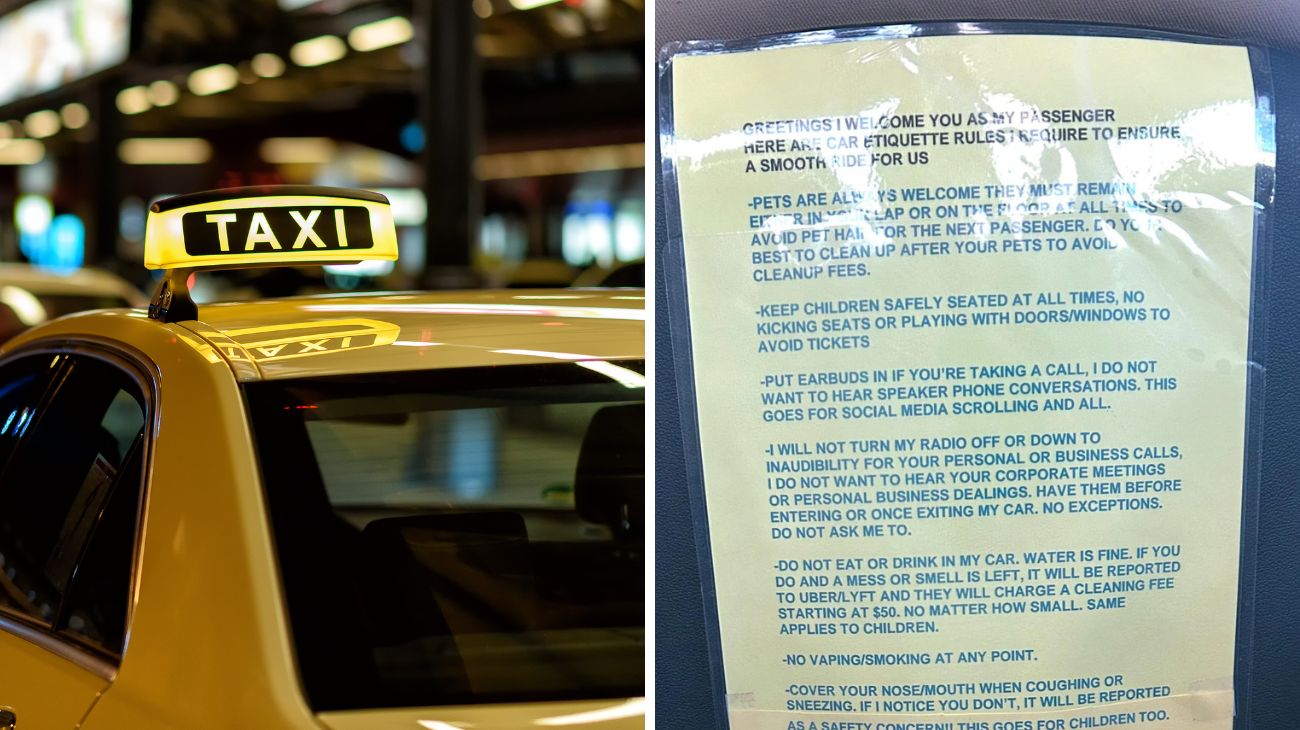 TAXI
GREETINGS I WELCOME YOU AS MY PASSENGER
HERE ARE CAR ETIQUETTE RULES I REQUIRE TO ENSURE
A SMOOTH RIDE FOR US
-PETS ARE ALWAYS WELCOME THEY MUST REMAIN
EITHER IN YOUR LAP OR ON THE FLOOR AT ALL TIMES TO
AVOID PET HAIR FOR THE NEXT PASSENGER. DO YOUR
BEST TO CLEAN UP AFTER YOUR PETS TO AVOID
CLEANUP FEES.
-KEEP CHILDREN SAFELY SEATED AT ALL TIMES, NO
KICKING SEATS OR PLAYING WITH DOORS/WINDOWS TO
AVOID TICKETS
-PUT EARBUDS IN IF YOU'RE TAKING A CALL, I DO NOT
WANT TO HEAR SPEAKER PHONE CONVERSATIONS. THIS
GOES FOR SOCIAL MEDIA SCROLLING AND ALL.
-I WILL NOT TURN MY RADIO OFF OR DOWN TO
INAUDIBILITY FOR YOUR PERSONAL OR BUSINESS CALLS,
I DO NOT WANT TO HEAR YOUR CORPORATE MEETINGS
OR PERSONAL BUSINESS DEALINGS. HAVE THEM BEFORE
ENTERING OR ONCE EXITING MY CAR. NO EXCEPTIONS.
DO NOT ASK ME TO.
-DO NOT EAT OR DRINK IN MY CAR. WATER IS FINE. IF YOU
DO AND A MESS OR SMELL IS LEFT, IT WILL BE REPORTED
TO UBER/LYFT AND THEY WILL CHARGE A CLEANING FEE
STARTING AT $50. NO MATTER HOW SMALL. SAME
APPLIES TO CHILDREN.
-NO VAPING/SMOKING AT ANY POINT.
-COVER YOUR NOSE/MOUTH WHEN COUGHING OR
SNEEZING. IF I NOTICE YOU DON'T, IT WILL BE REPORTED
AS A SAFETY CONCERN!! THIS GOES FOR CHILDREN TOO.